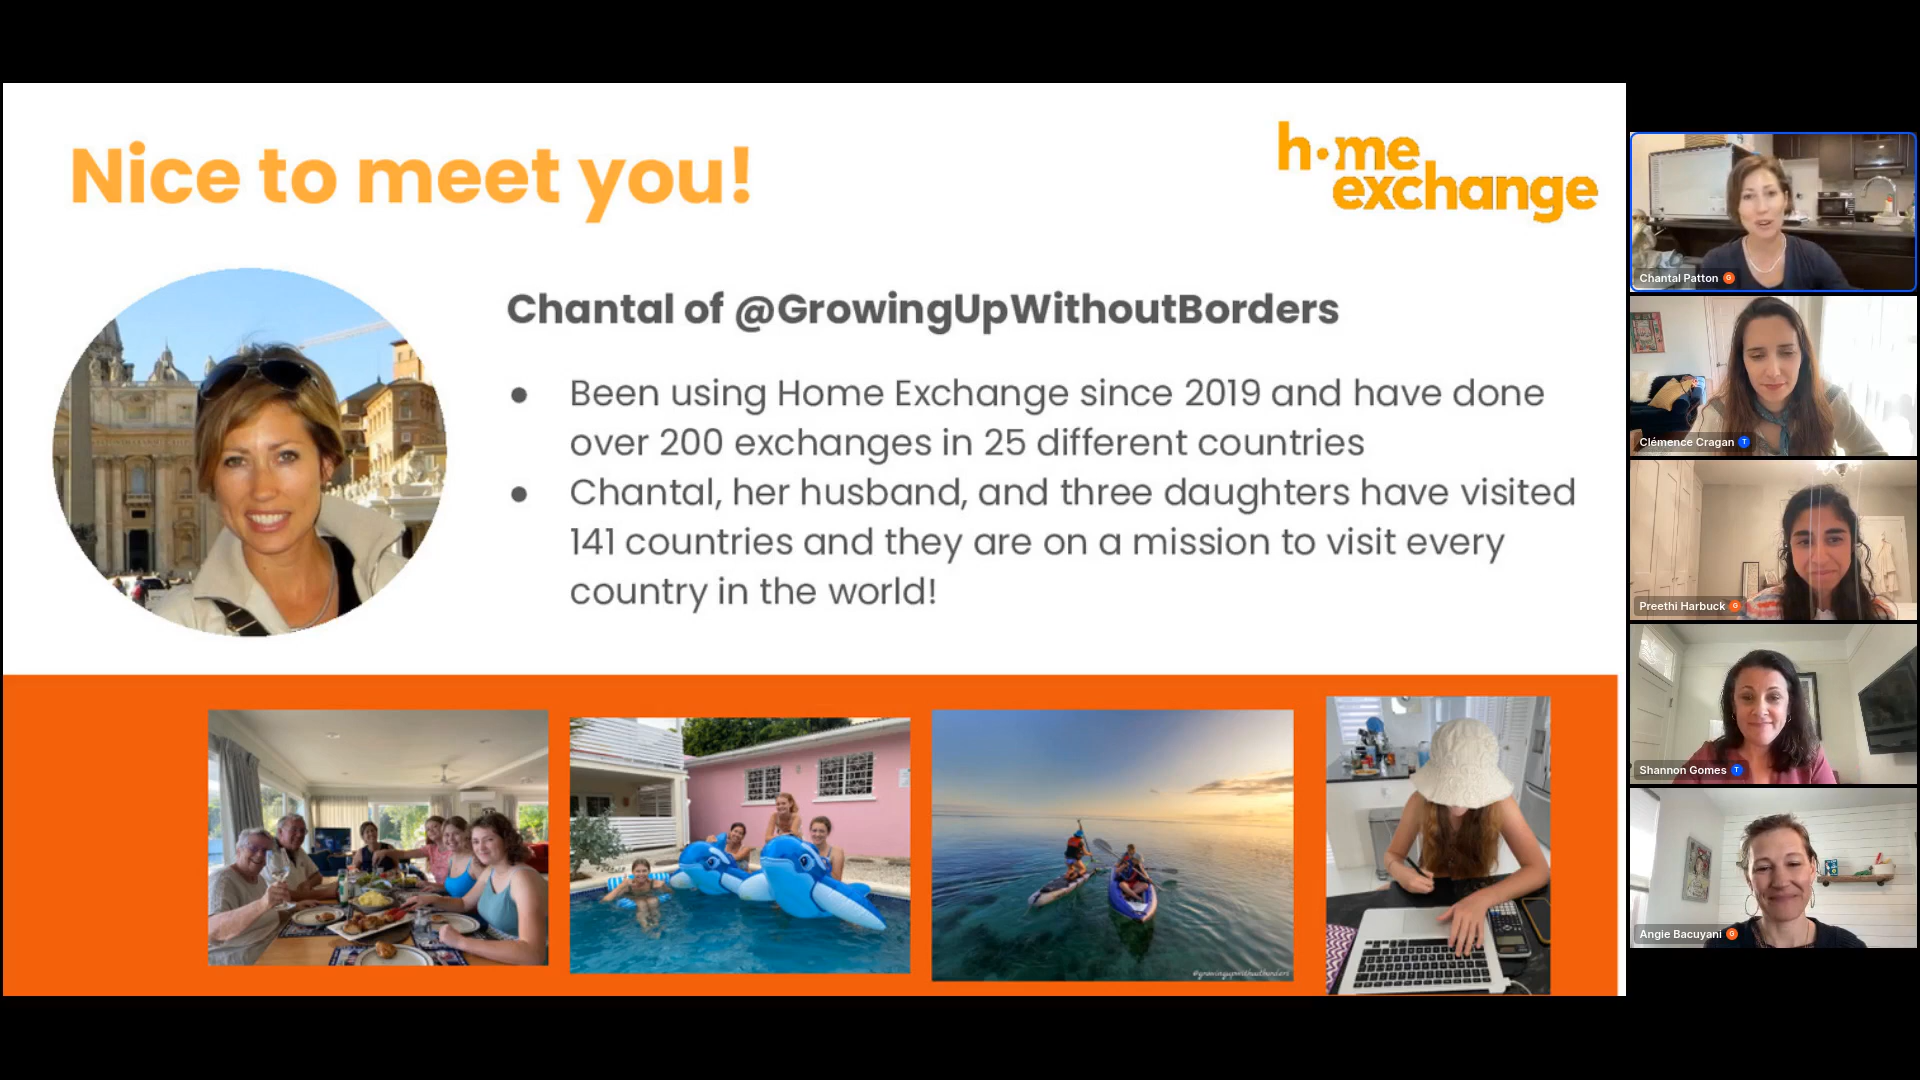 Nice to meet you!
h•me
exchange
Chantal of @GrowingUpWithoutBorders
● Been using Home Exchange since 2019 and have done
over 200 exchanges in 25 different countries
● Chantal, her husband, and three daughters have visited
141 countries and they are on a mission to visit every
country in the world!
@growingupwithoutborders
Chantal Patton G
Clémence Cragan T
Preethi Harbuck G
Shannon Gomes T
Angie Bacuyani G